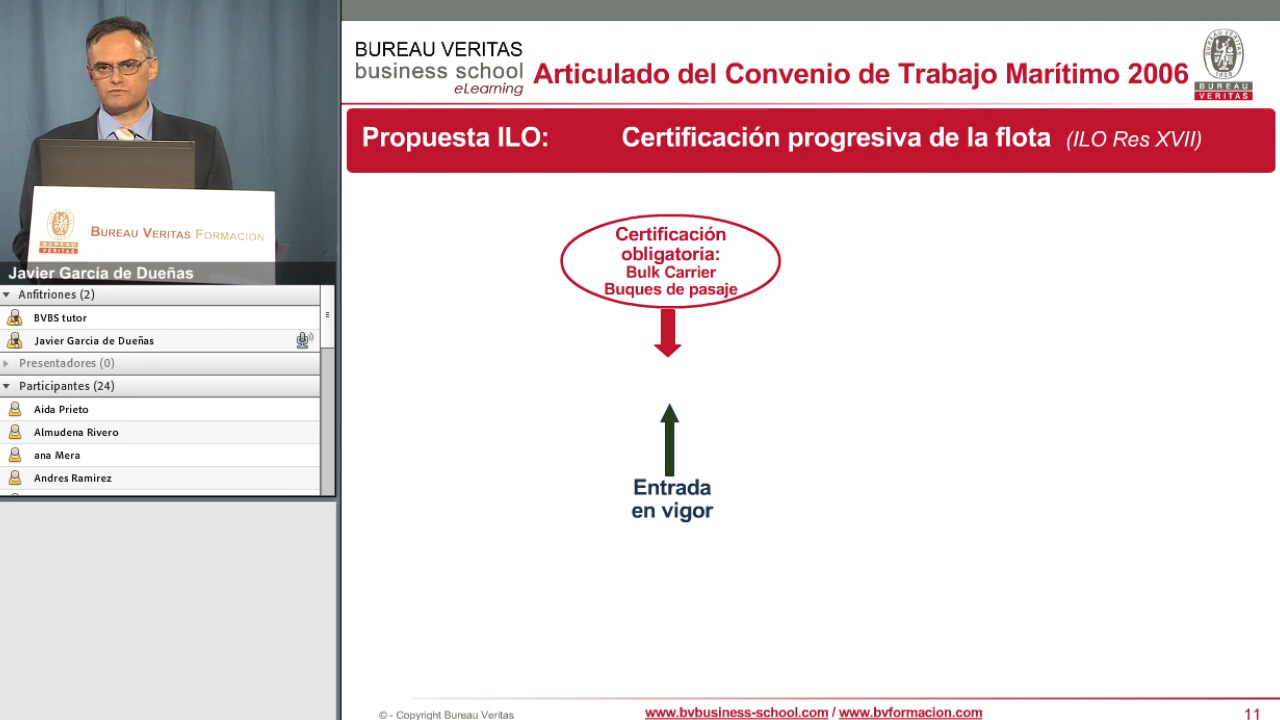 BUREAU VERITAS FORMACIÓN
BUREAU
VERITAS
Javier García de Dueñas
Anfitriones (2)
BVBS tutor
Javier Garcia de Dueñas
Presentadores (0)
Participantes (24)
Aida Prieto
Almudena Rivero
ana Mera
Andres Ramirez
BUREAU VERITAS
business school
eLearning
Articulado del Convenio de Trabajo Marítimo 2006
1828
BUREAU
VERITAS
Propuesta ILO: Certificación progresiva de la flota (ILO Res XVII)
Certificación
obligatoria:
Bulk Carrier
Buques de pasaje
Entrada
en vigor
© - Copyright Bureau Veritas
www.bvbusiness-school.com / www.bvformacion.com
11